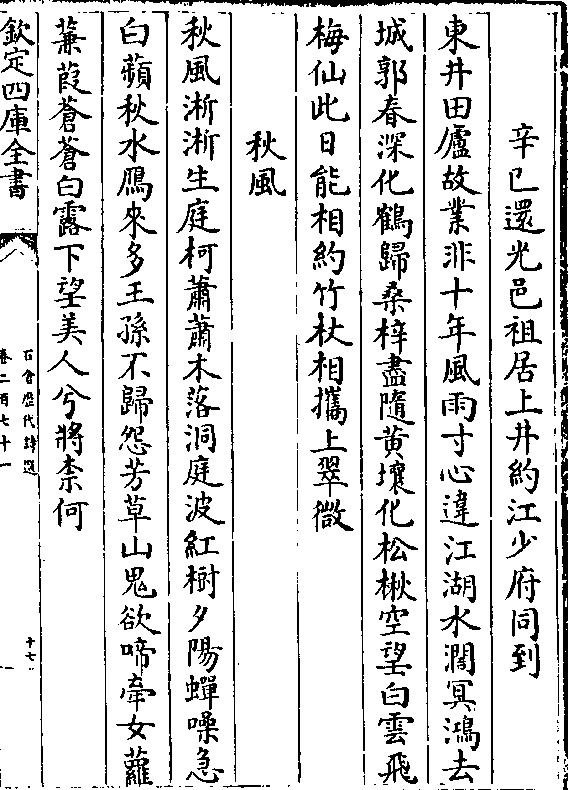 辛巳還光邑祖居上井約江少府同到
東井田廬故業非十年風雨寸心違江湖水濶冥鴻去
城郭春深化鶴歸桑梓盡隨黄壤化松楸空望白雲飛
梅仙此日能相約竹杖相攜上翠微
秋風
秋風淅淅生庭柯蕭蕭木落洞庭波紅樹夕陽蟬噪急
白蘋秋水鴈來多王孫不歸怨芳草山鬼欲啼牽女蘿
蒹葭蒼蒼白露下望美人兮將柰何
欽定四庫全書
石倉歴代詩選
卷二百七十一
十七